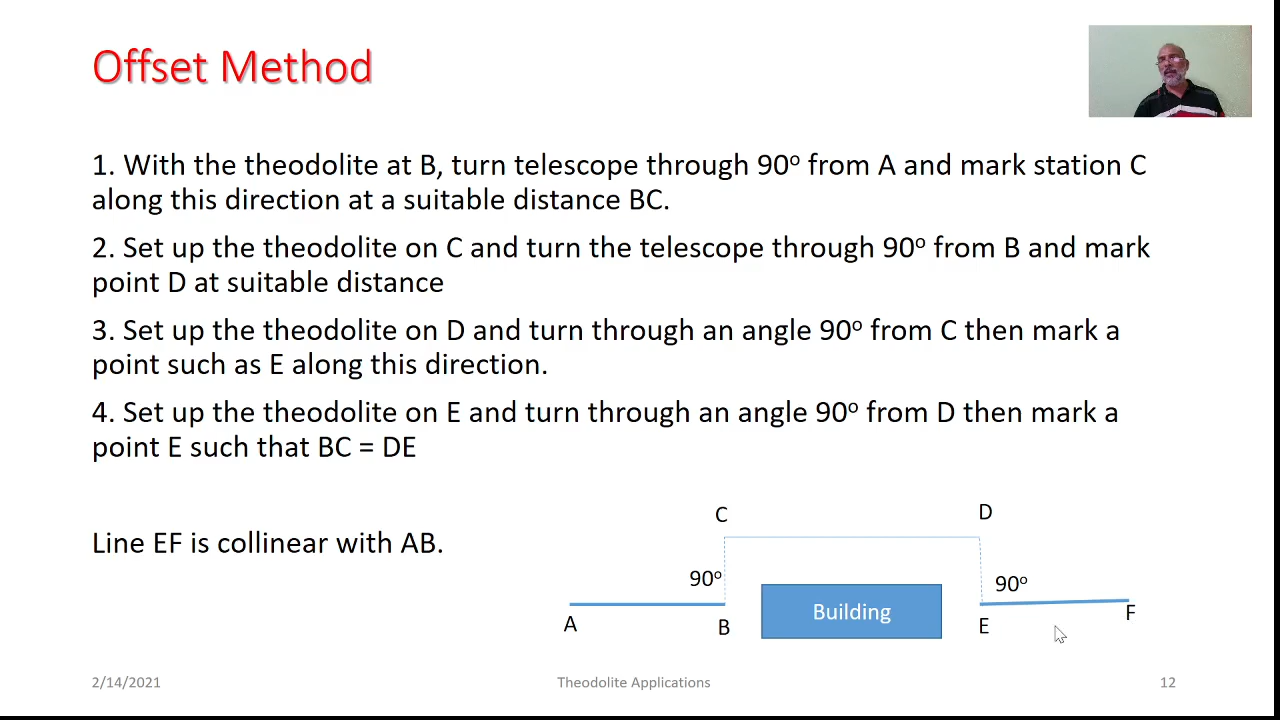 Offset Method
1. With the theodolite at B, turn telescope through 90º from A and mark station C
along this direction at a suitable distance BC.
2. Set up the theodolite on C and turn the telescope through 90º from B and mark
point D at suitable distance
3. Set up the theodolite on D and turn through an angle 90º from C then mark a
point such as E along this direction.
4. Set up the theodolite on E and turn through an angle 90º from D then mark a
point E such that BC = DE
Line EF is collinear with AB.
C
D
90º
90º
Building
A
B
E
F
2/14/2021
Theodolite Applications
12